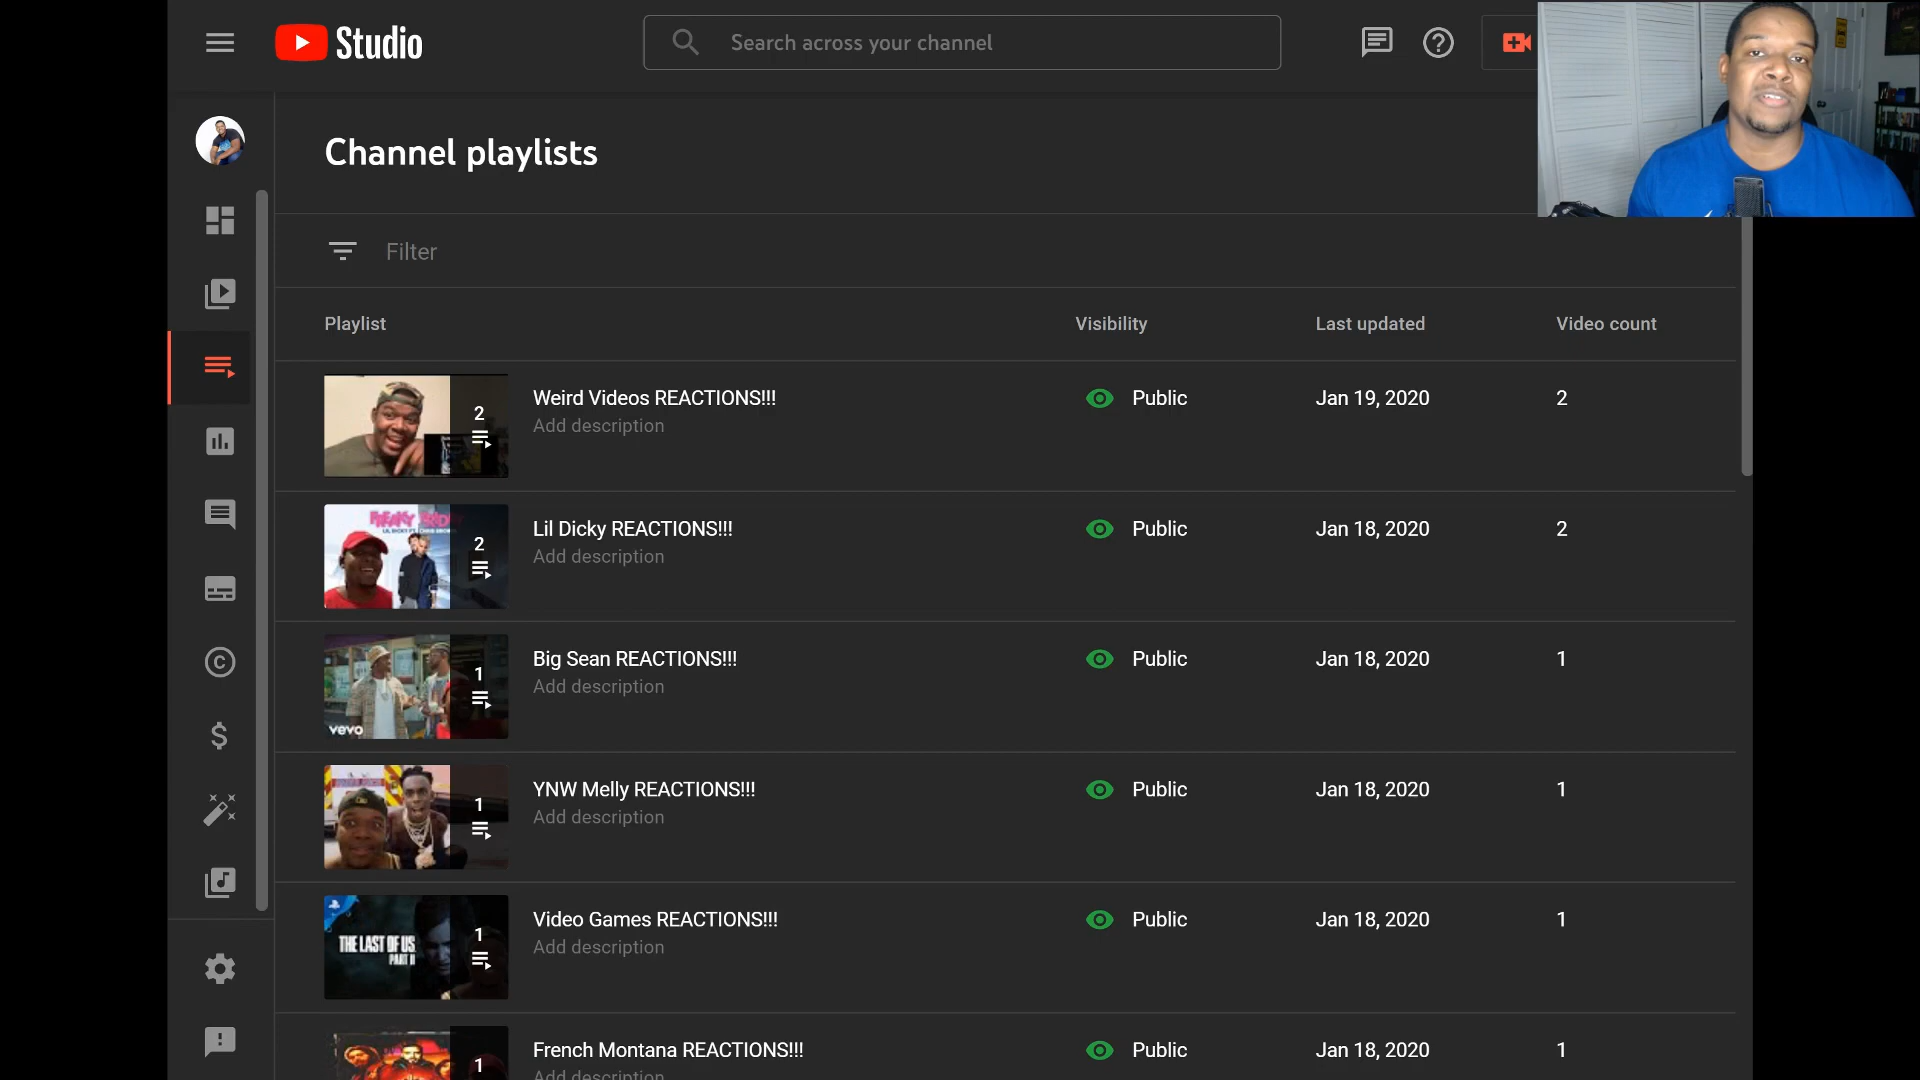 Studio
Search across your channel
Channel playlists
Filter
Playlist Visibility Last updated Video count
2
Weird Videos REACTIONS!!! Public Jan 19, 2020 2
Add description
FREAKY FRIDAY
2
Lil Dicky REACTIONS!!! Public Jan 18, 2020 2
Add description
1
vevo
Big Sean REACTIONS!!! Public Jan 18, 2020 1
Add description
1
YNW Melly REACTIONS!!! Public Jan 18, 2020 1
Add description
THE LAST OF US
PART II
1
Video Games REACTIONS!!! Public Jan 18, 2020 1
Add description
1
French Montana REACTIONS!!! Public Jan 18, 2020 1
Add description